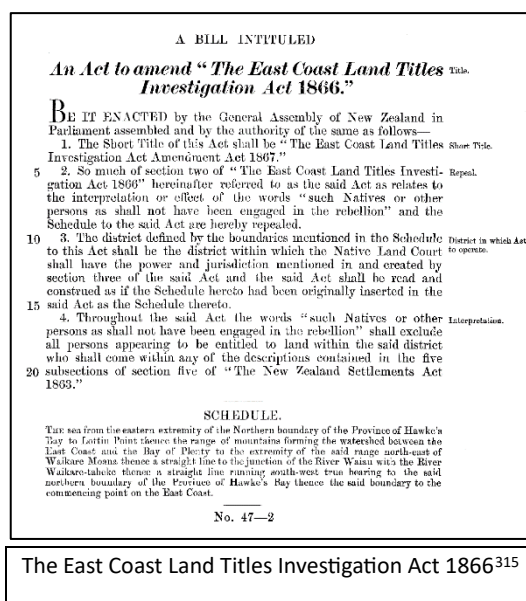 A BILL INTITULED
An Act to amend “The East Coast Land Titles Title.
Investigation Act 1866.”
BE IT ENACTED by the General Assembly of New Zealand in
Parliament assembled and by the authority of the same as follows—
1. The Short Title of this Act shall be “The East Coast Land Titles Short Title.
Investigation Act Amendment Act 1867.”
5 2. So much of section two of “The East Coast Land Titles Investi- Repeal.
gation Act 1866” hereinafter referred to as the said Act as relates to
the interpretation or effect of the words “such Natives or other
persons as shall not have been engaged in the rebellion” and the
Schedule to the said Act are hereby repealed.
10 3. The district defined by the boundaries mentioned in the Schedule District in which Act
to this Act shall be the district within which the Native Land Court to operate.
shall have the power and jurisdiction mentioned in and created by
section three of the said Act and the said Act shall be read and
construed as if the Schedule hereto had been originally inserted in the
15 said Act as the Schedule thereto.
4. Throughout the said Act the words “such Natives or other Interpretation.
persons as shall not have been engaged in the rebellion” shall exclude
all persons appearing to be entitled to land within the said district
who shall come within any of the descriptions contained in the five
20 subsections of section five of “The New Zealand Settlements Act
1863.”
SCHEDULE.
THE sea from the eastern extremity of the Northern boundary of the Province of Hawke’s
Bay to Lottin Point thence the range of mountains forming the watershed between the
East Coast and the Bay of Plenty to the extremity of the said range north-east of
Waikare Moana thence a straight line to the junction of the River Waiau with the River
Waikare-taheke thence a straight line running south-west true bearing to the said
northern boundary of the Province of Hawke’s Bay thence the said boundary to the
commencing point on the East Coast.
No. 47—2
The East Coast Land Titles Investigation Act 1866 315